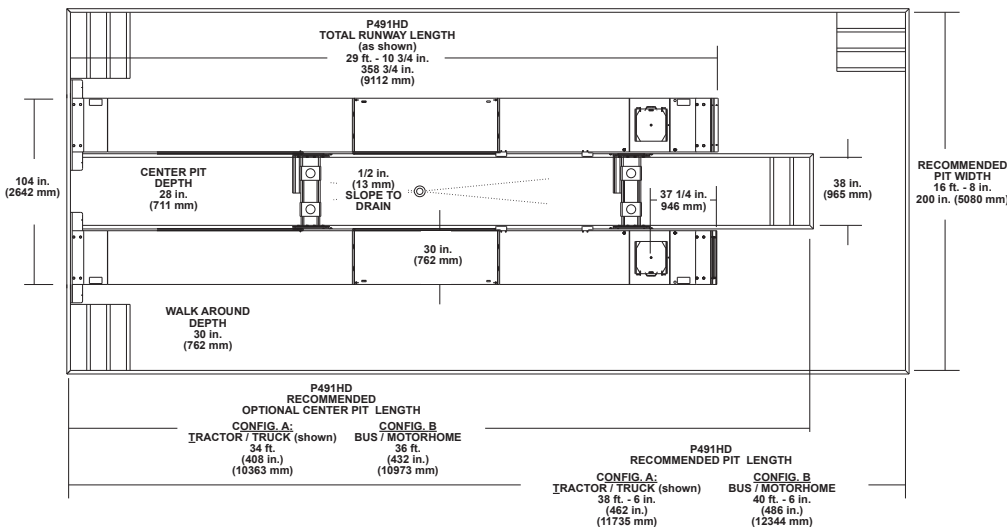 P491HD
TOTAL RUNWAY LENGTH
(as shown)
29 ft. - 10 3/4 in.
358 3/4 in.
(9112 mm)
104 in.
(2642 mm)
CENTER PIT
DEPTH
28 in.
(711 mm)
1/2 in.
(13 mm)
SLOPE TO
DRAIN
37 1/4 in.
946 mm)
38 in.
(965 mm)
RECOMMENDED
PIT WIDTH
16 ft. - 8 in.
200 in. (5080 mm)
30 in.
(762 mm)
WALK AROUND
DEPTH
30 in.
(762 mm)
P491HD
RECOMMENDED
OPTIONAL CENTER PIT LENGTH
CONFIG. A:
TRACTOR / TRUCK (shown)
34 ft.
(408 in.)
(10363 mm)
CONFIG. B
BUS / MOTORHOME
36 ft.
(432 in.)
(10973 mm)
P491HD
RECOMMENDED PIT LENGTH
CONFIG. A:
TRACTOR / TRUCK (shown)
38 ft. - 6 in.
(462 in.)
(11735 mm)
CONFIG. B
BUS / MOTORHOME
40 ft. - 6 in.
(486 in.)
(12344 mm)